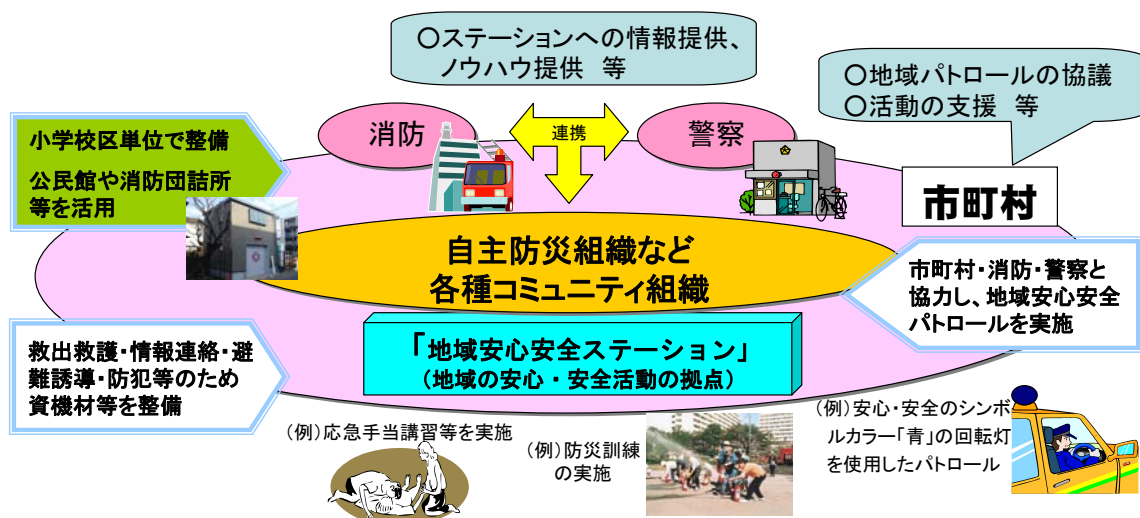 〇ステーションへの情報提供、
ノウハウ提供 等
〇地域パトロールの協議
〇活動の支援 等
消防
連携
警察
小学校区単位で整備
公民館や消防団詰所
等を活用
市町村
自主防災組織など
各種コミュニティ組織
市町村・消防・警察と
協力し、地域安心安全
パトロールを実施
「地域安心安全ステーション」
（地域の安心・安全活動の拠点）
救出救護・情報連絡・避
難誘導・防犯等のため
資機材等を整備
（例）応急手当講習等を実施
（例）防災訓練
の実施
（例）安心・安全のシンボ
ルカラー「青」の回転灯
を使用したパトロール